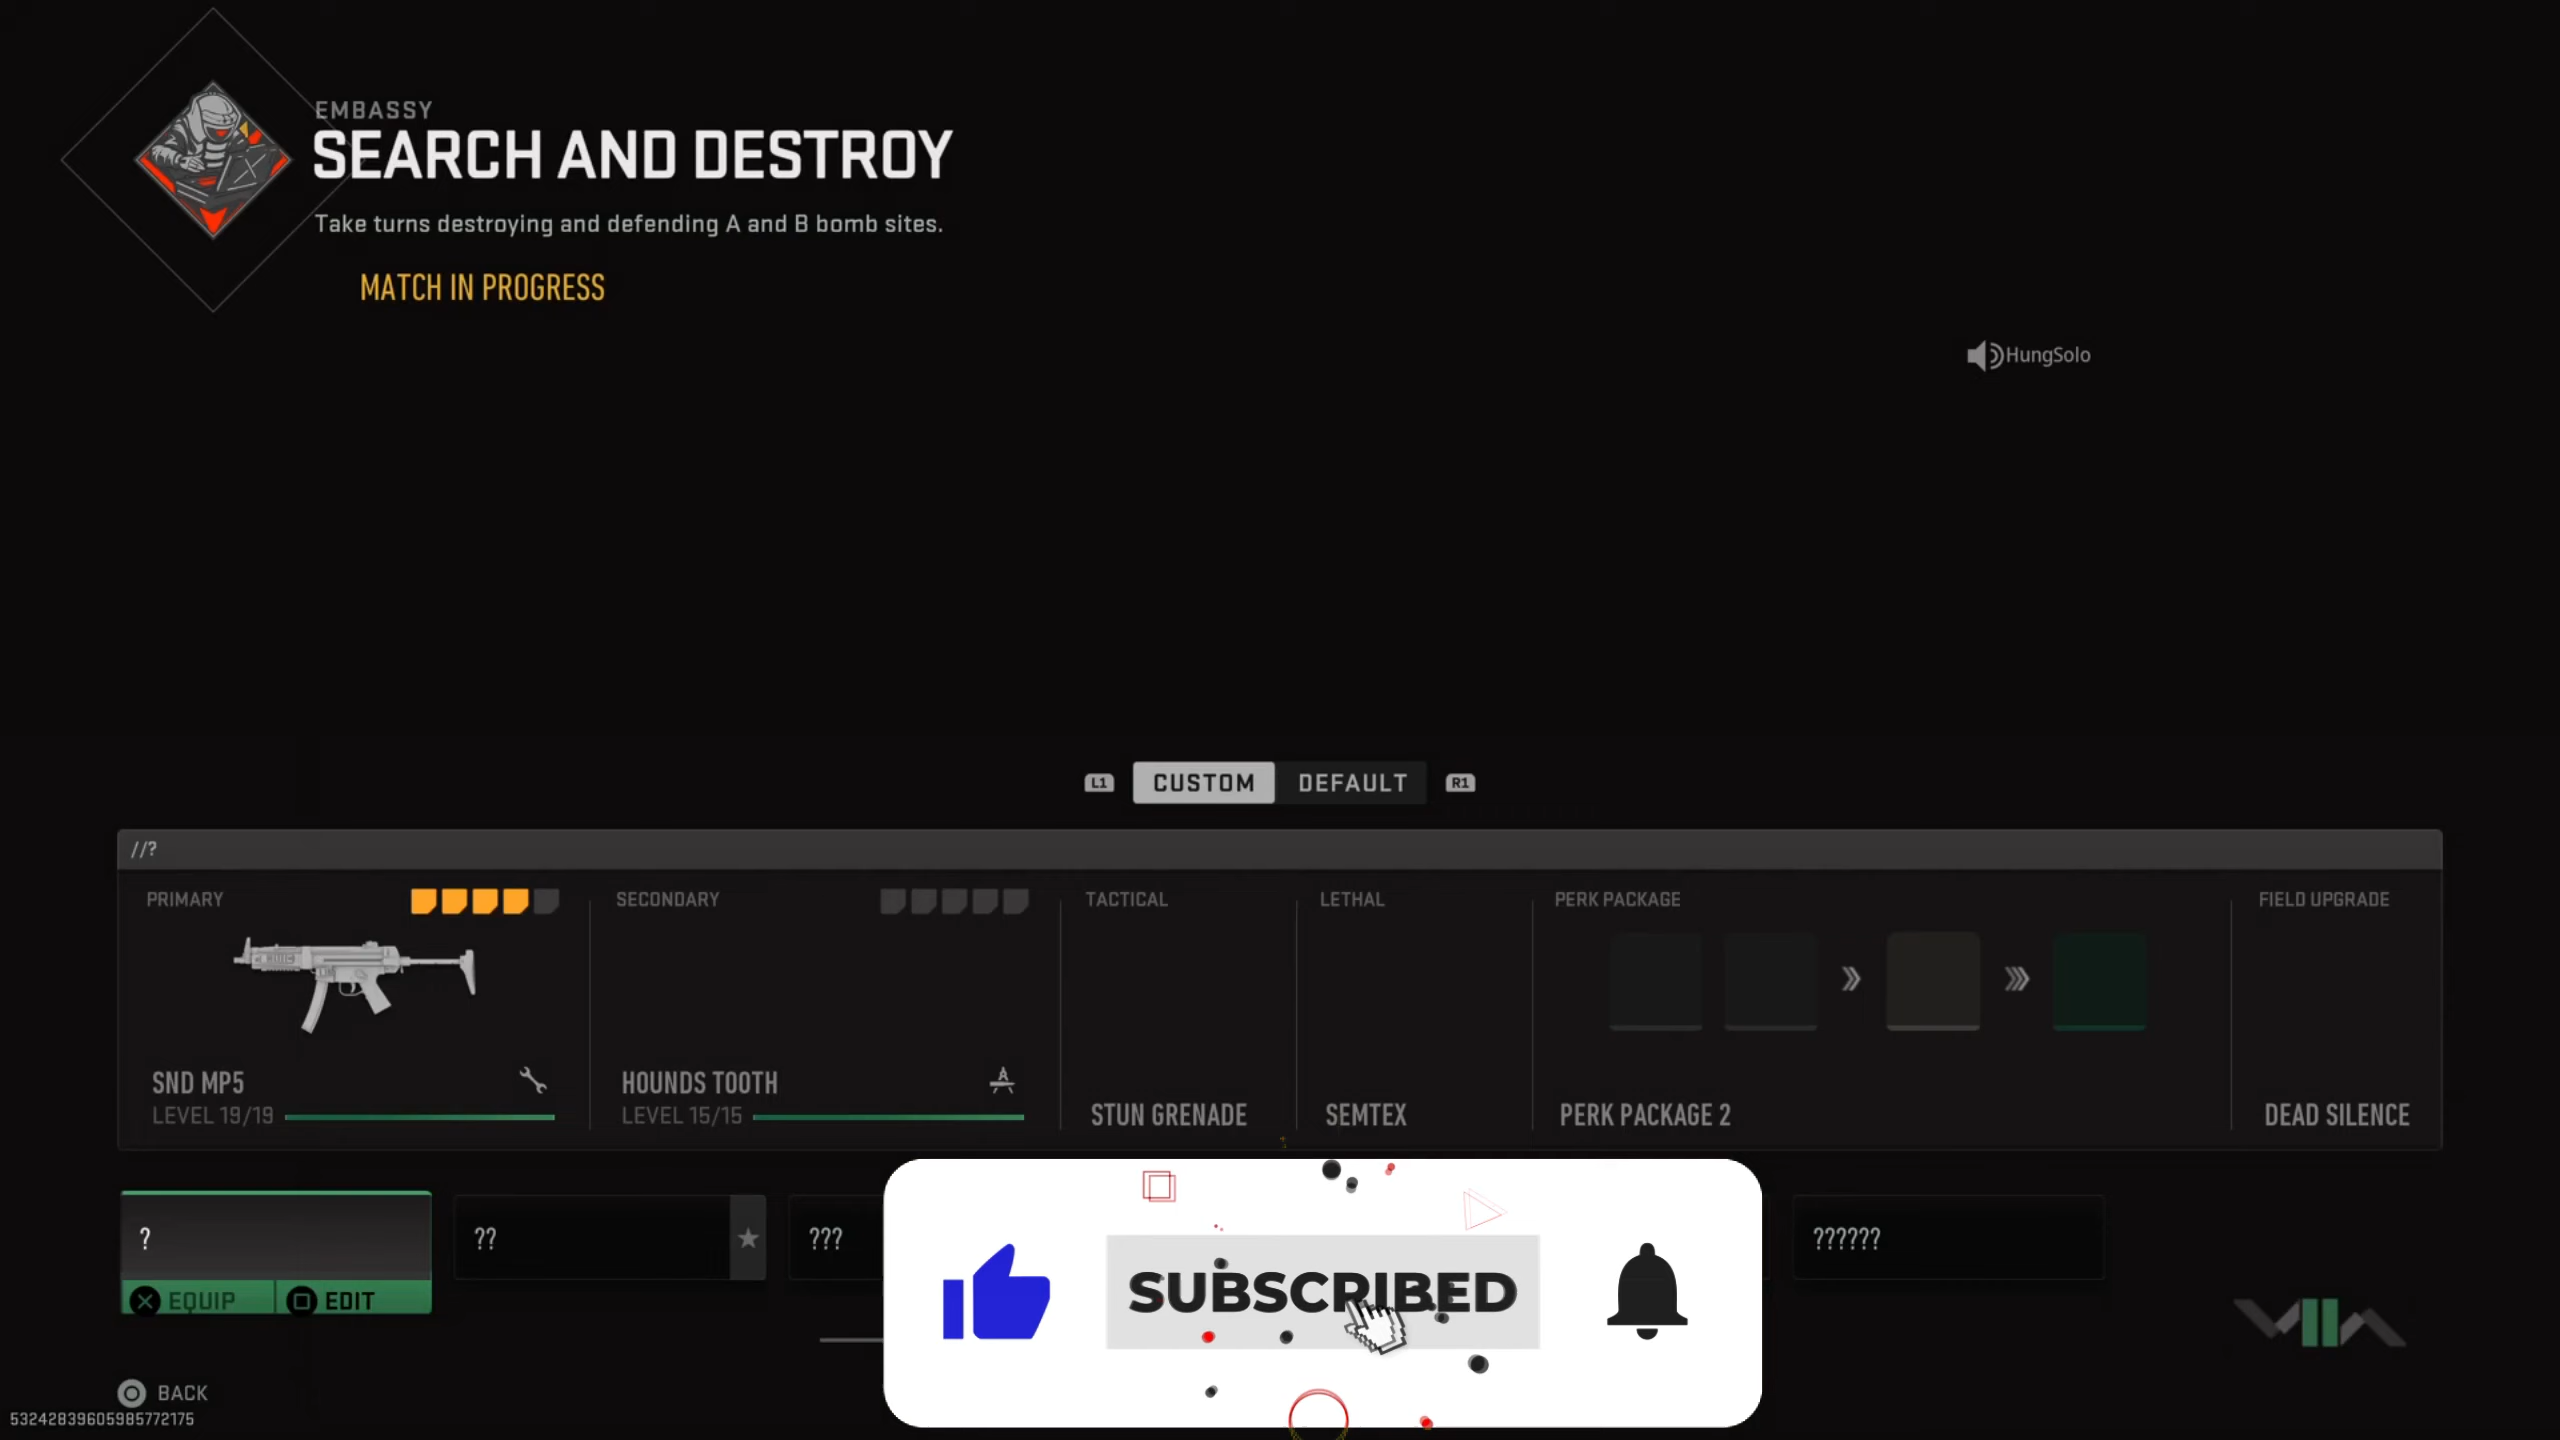 EMBASSY
SEARCH AND DESTROY
Take turns destroying and defending A and B bomb sites.
MATCH IN PROGRESS
HungSolo
L1 CUSTOM DEFAULT R1
//?
PRIMARY SECONDARY TACTICAL LETHAL PERK PACKAGE FIELD UPGRADE
SND MP5 HOUNDS TOOTH
LEVEL 19/19 LEVEL 15/15 STUN GRENADE SEMTEX PERK PACKAGE 2 DEAD SILENCE
? ?? ??? ??????
EQUIP EDIT
SUBSCRIBED
BACK
53242839605985772175